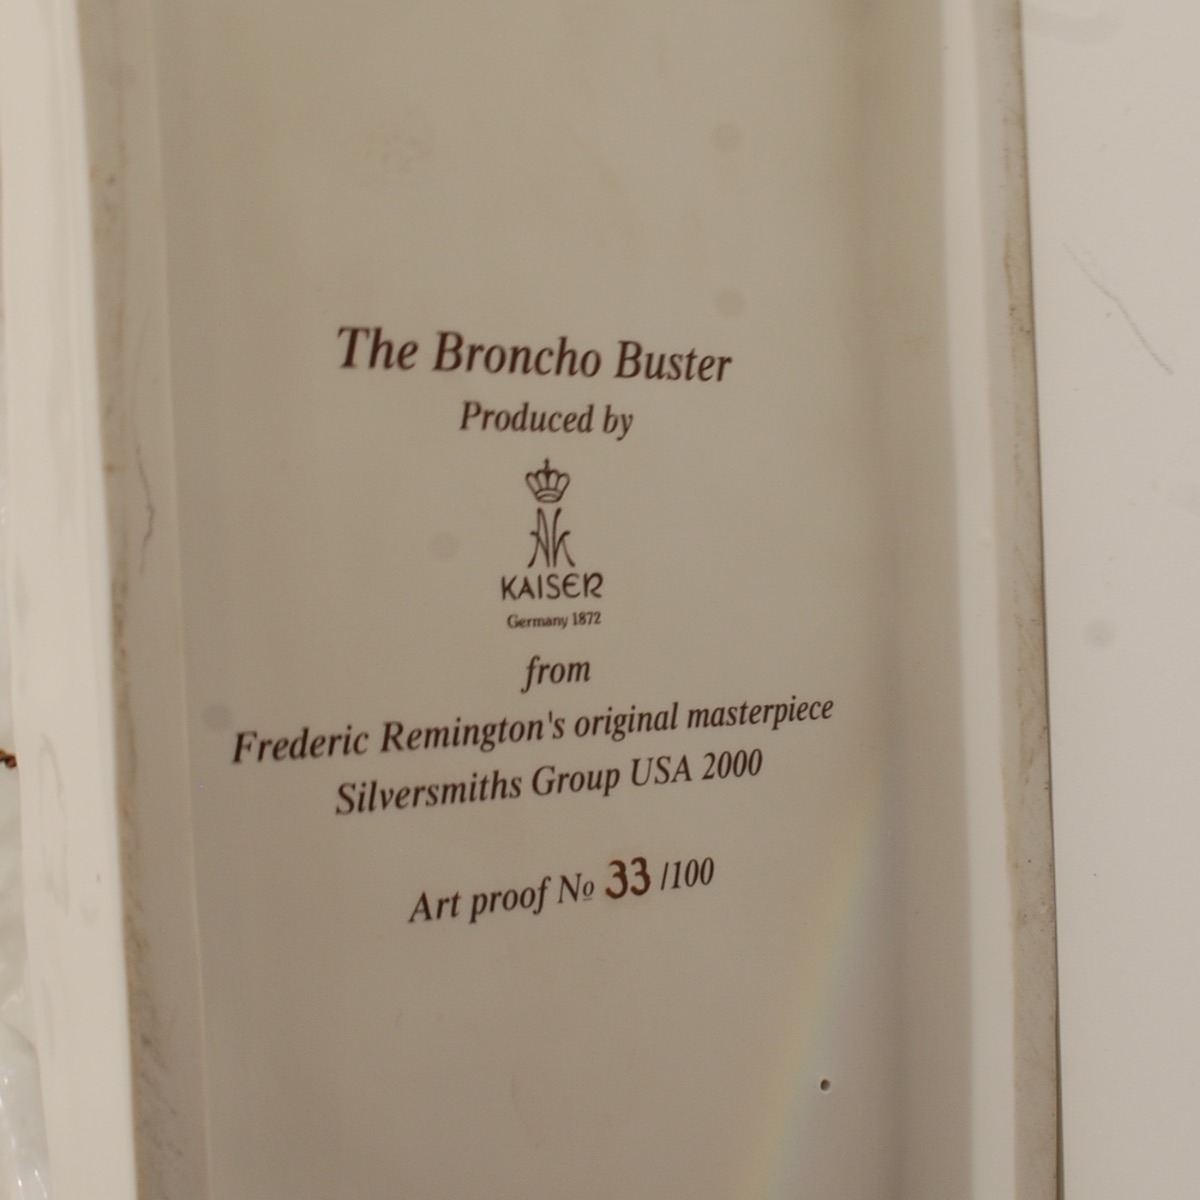 The Broncho Buster
Produced by
AK
KAISER
Germany 1872
from
Frederic Remington's original masterpiece
Silversmiths Group USA 2000
Art proof № 33 /100